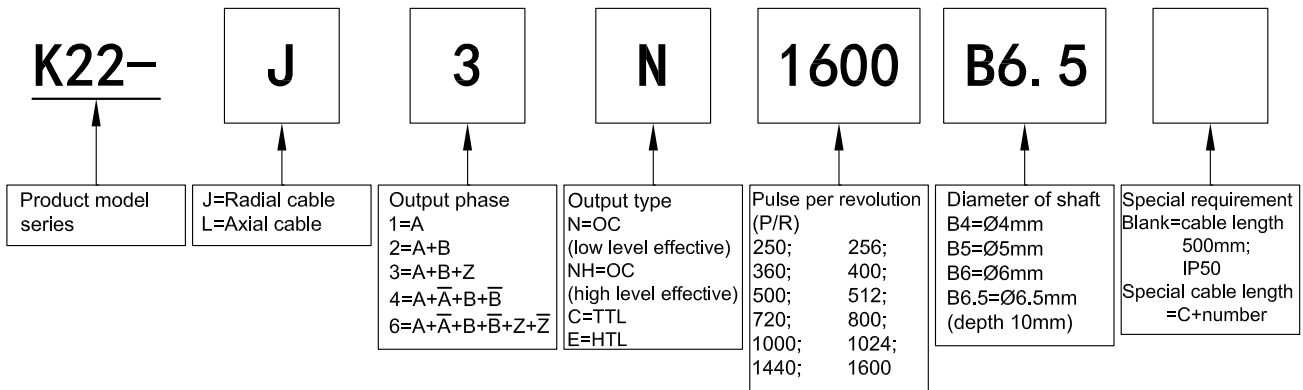 K22-
J
3
N
1600
B6.5
Product model
series
J=Radial cable
L=Axial cable
Output phase
1=A
2=A+B
3=A+B+Z
4=A+A̅+B+B̅
6=A+A̅+B+B̅+Z+Z̅
Output type
N=OC
(low level effective)
NH=OC
(high level effective)
C=TTL
E=HTL
Pulse per revolution
(P/R)
250; 256;
360; 400;
500; 512;
720; 800;
1000; 1024;
1440; 1600
Diameter of shaft
B4=Ø4mm
B5=Ø5mm
B6=Ø6mm
B6.5=Ø6.5mm
(depth 10mm)
Special requirement
Blank=cable length
500mm;
IP50
Special cable length
=C+number